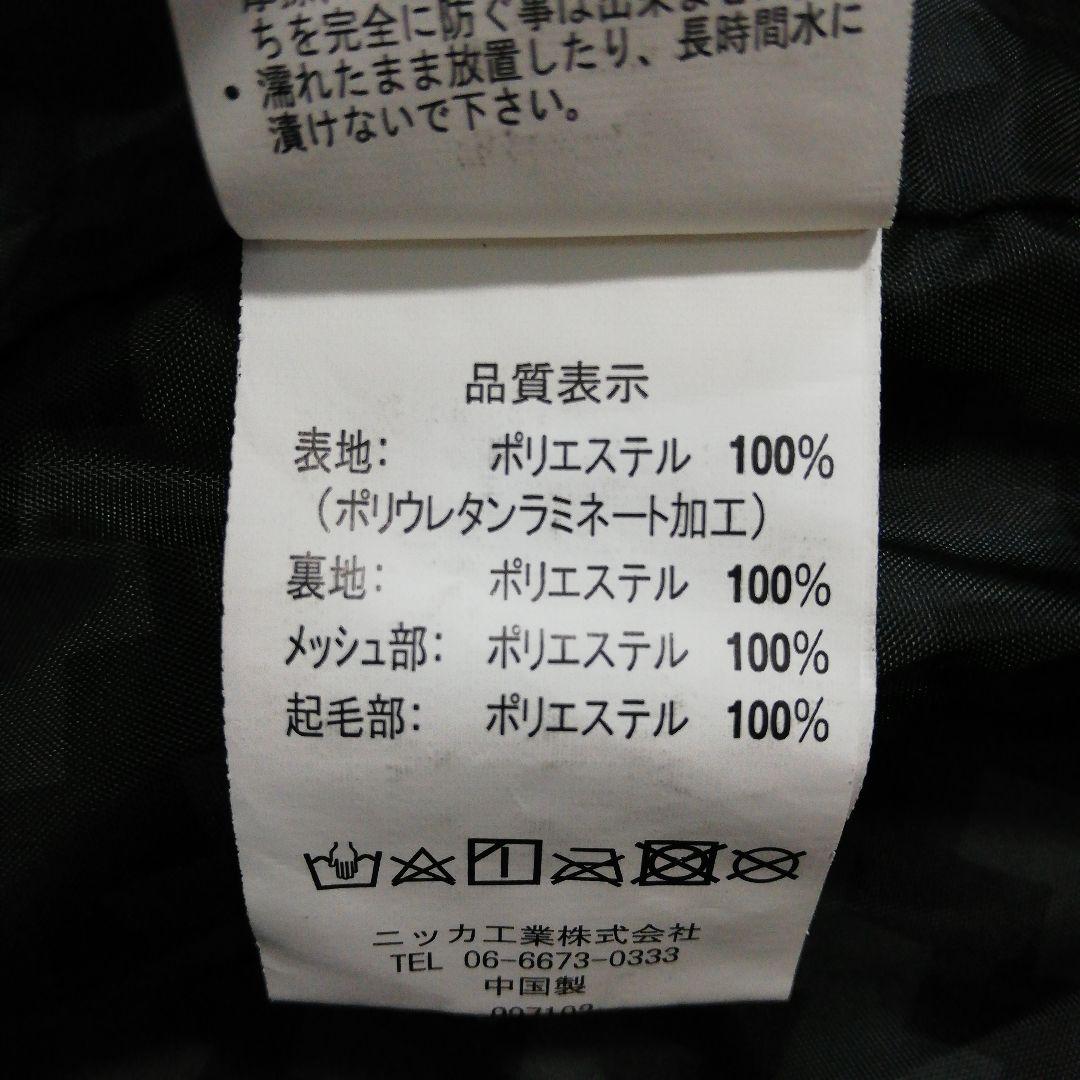 ちを完全に防ぐ事は出来ま
・濡れたまま放置したり、長時間水に
漬けないで下さい。
品質表示
表地: ポリエステル 100%
(ポリウレタンラミネート加工)
裏地: ポリエステル 100%
メッシュ部: ポリエステル 100%
起毛部: ポリエステル 100%
ニッカ工業株式会社
TEL 06-6673-0333
中国製